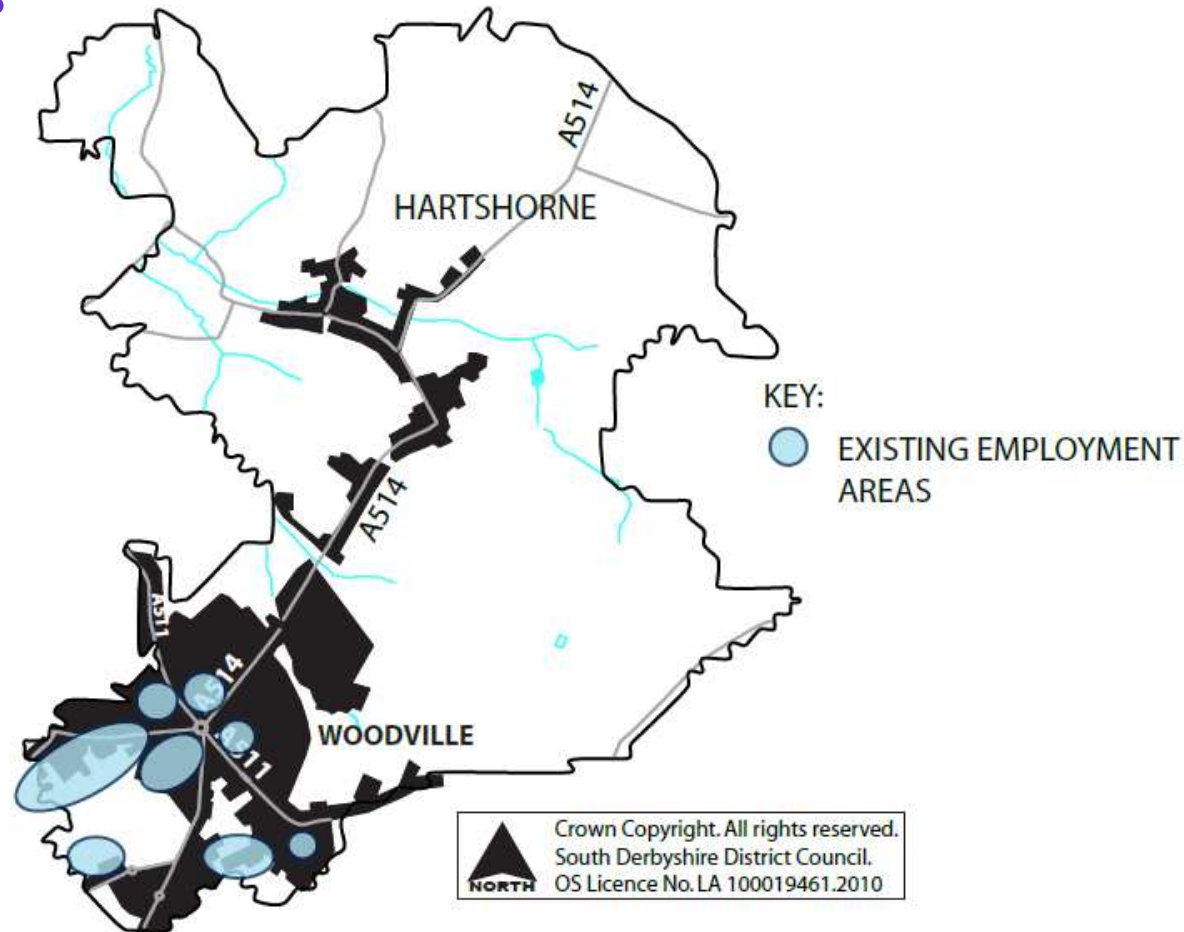 A514
HARTSHORNE
KEY:
EXISTING EMPLOYMENT
AREAS
A514
A511
A514
WOODVILLE
A511
NORTH
Crown Copyright. All rights reserved.
South Derbyshire District Council.
OS Licence No. LA 100019461.2010